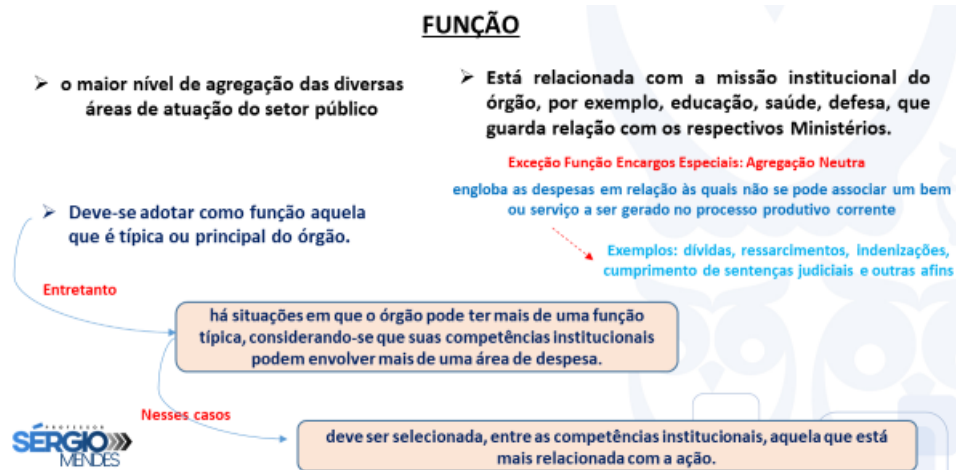 FUNÇÃO
➤ o maior nível de agregação das diversas
áreas de atuação do setor público
➤ Está relacionada com a missão institucional do
órgão, por exemplo, educação, saúde, defesa, que
guarda relação com os respectivos Ministérios.
Exceção Função Encargos Especiais: Agregação Neutra
engloba as despesas em relação às quais não se pode associar um bem
ou serviço a ser gerado no processo produtivo corrente
Exemplos: dívidas, ressarcimentos, indenizações,
cumprimento de sentenças judiciais e outras afins
➤ Deve-se adotar como função aquela
que é típica ou principal do órgão.
Entretanto
há situações em que o órgão pode ter mais de uma função
típica, considerando-se que suas competências institucionais
podem envolver mais de uma área de despesa.
Nesses casos
deve ser selecionada, entre as competências institucionais, aquela que está
mais relacionada com a ação.
PROFESSOR
SÉRGIO
MENDES